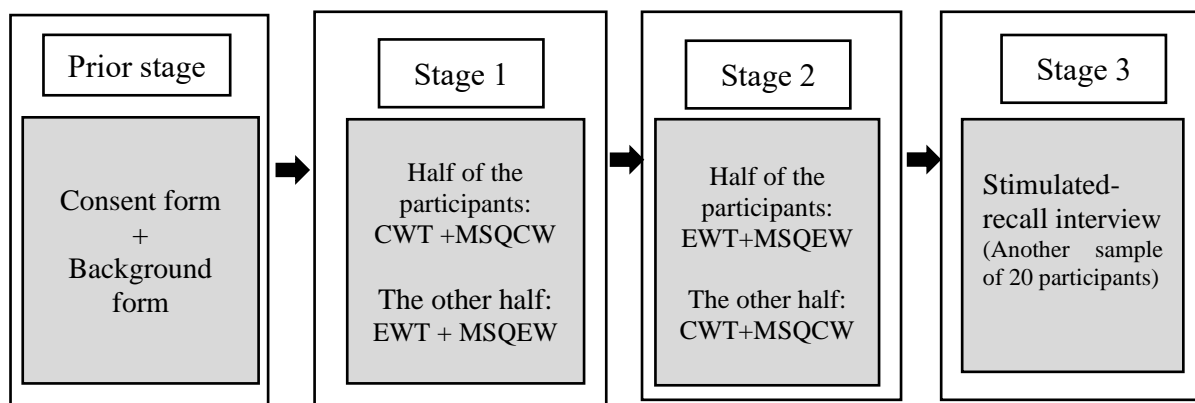 Prior stage
Consent form
+
Background
form
Stage 1
Half of the
participants:
CWT +MSQCW
The other half:
EWT + MSQEW
Stage 2
Half of the
participants:
EWT+MSQEW
The other half:
CWT+MSQCW
Stage 3
Stimulated-
recall interview
(Another sample
of 20 participants)